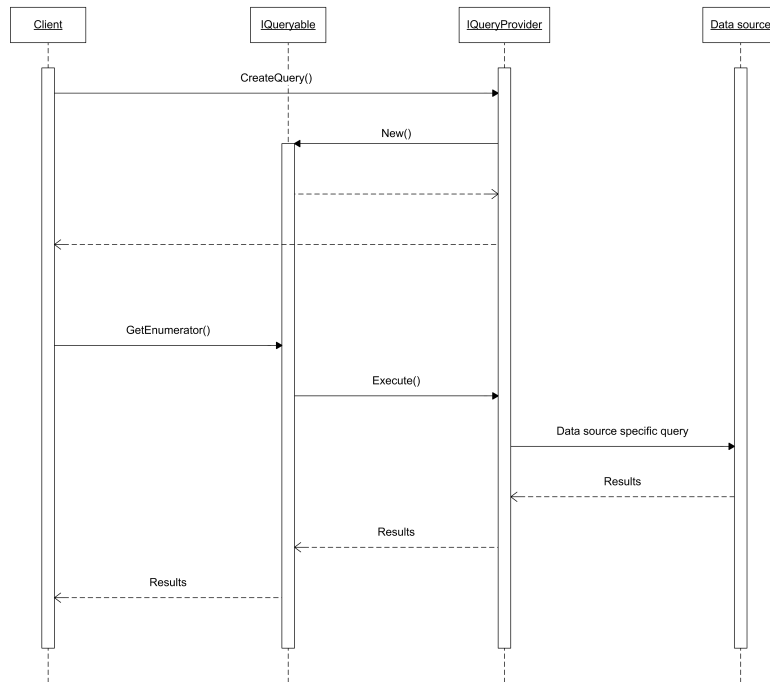 Client
IQueryable
IQueryProvider
Data source
CreateQuery()
New()
GetEnumerator()
Execute()
Data source specific query
Results
Results
Results